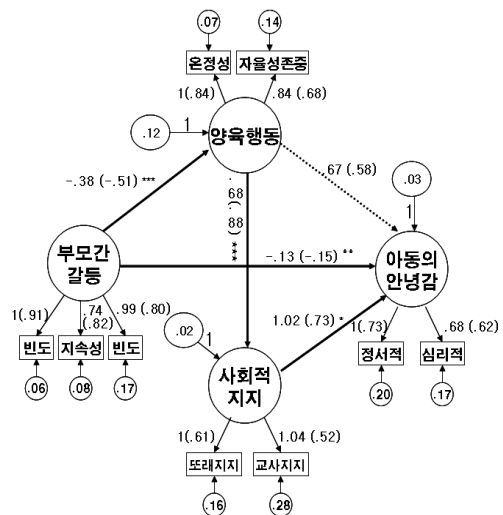 .07
.14
온정성
자율성존중
1(.84)
.84 (.68)
.12
1
양육행동
-.38 (-.51) ***
.68(.88) ***
.67 (.58)
.03
1
부모간
갈등
-.13 (-.15) **
아동의
안녕감
1(.91)
.74
(.82)
.99 (.80)
.02
1
1.02 (.73) *
1(.73)
.68 (.62)
빈도
지속성
빈도
사회적
지지
정서적
심리적
.06
.08
.17
.20
.17
1(.61)
1.04 (.52)
또래지지
교사지지
.16
.28